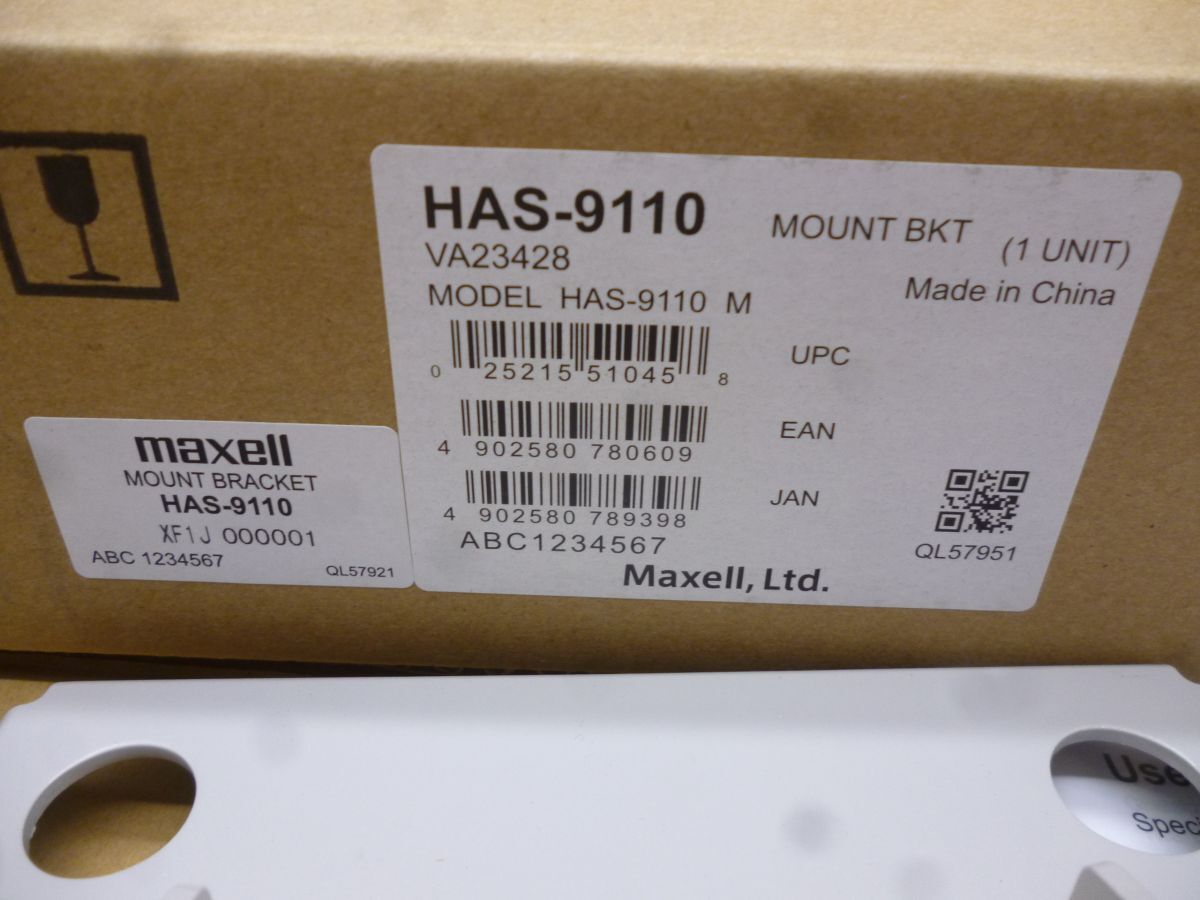 HAS-9110 MOUNT BKT (1 UNIT)
VA23428 Made in China
MODEL HAS-9110 M
0 25215 51045 8 UPC
4 902580 780609 EAN
4 902580 789398 JAN
ABC1234567 QL57951
Maxell, Ltd.
maxell
MOUNT BRACKET
HAS-9110
XF1J 000001
ABC 1234567 QL57921